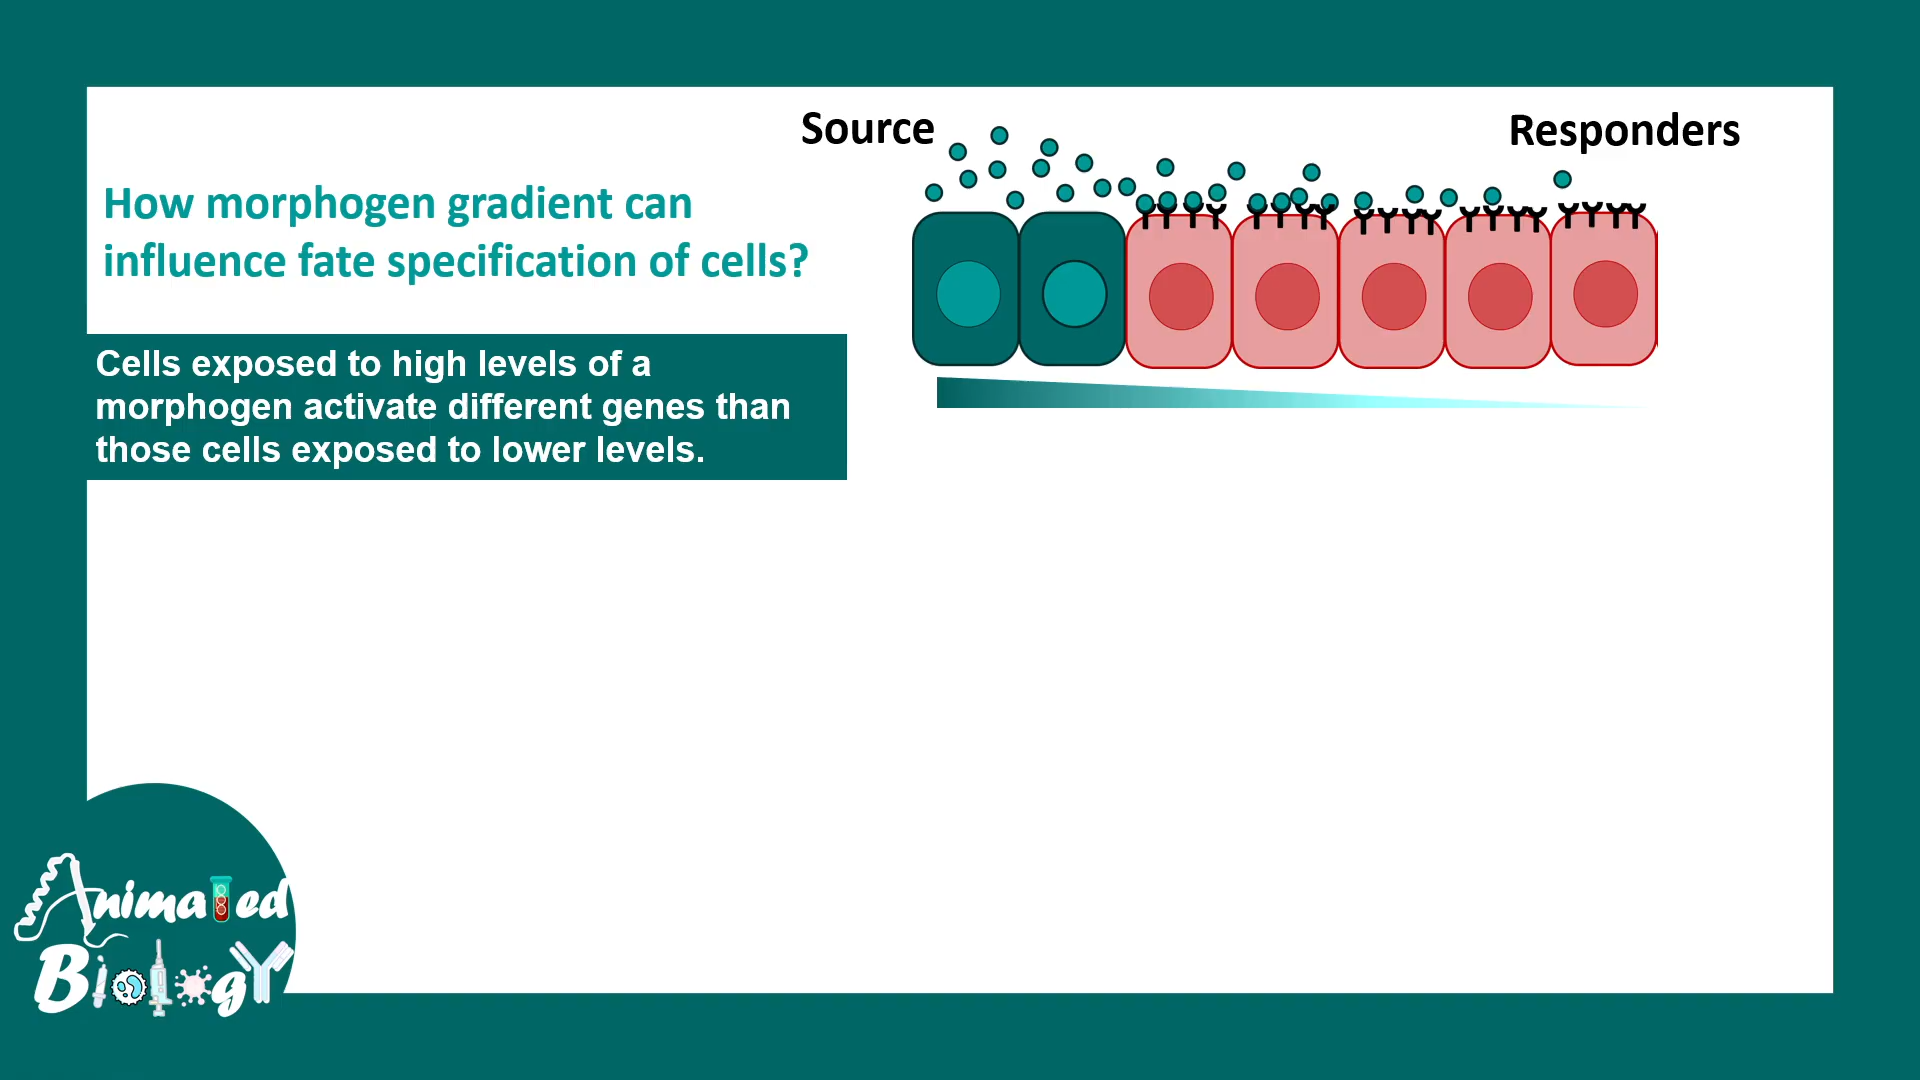 Source
Responders
How morphogen gradient can
influence fate specification of cells?
Cells exposed to high levels of a
morphogen activate different genes than
those cells exposed to lower levels.
Animated
Biology